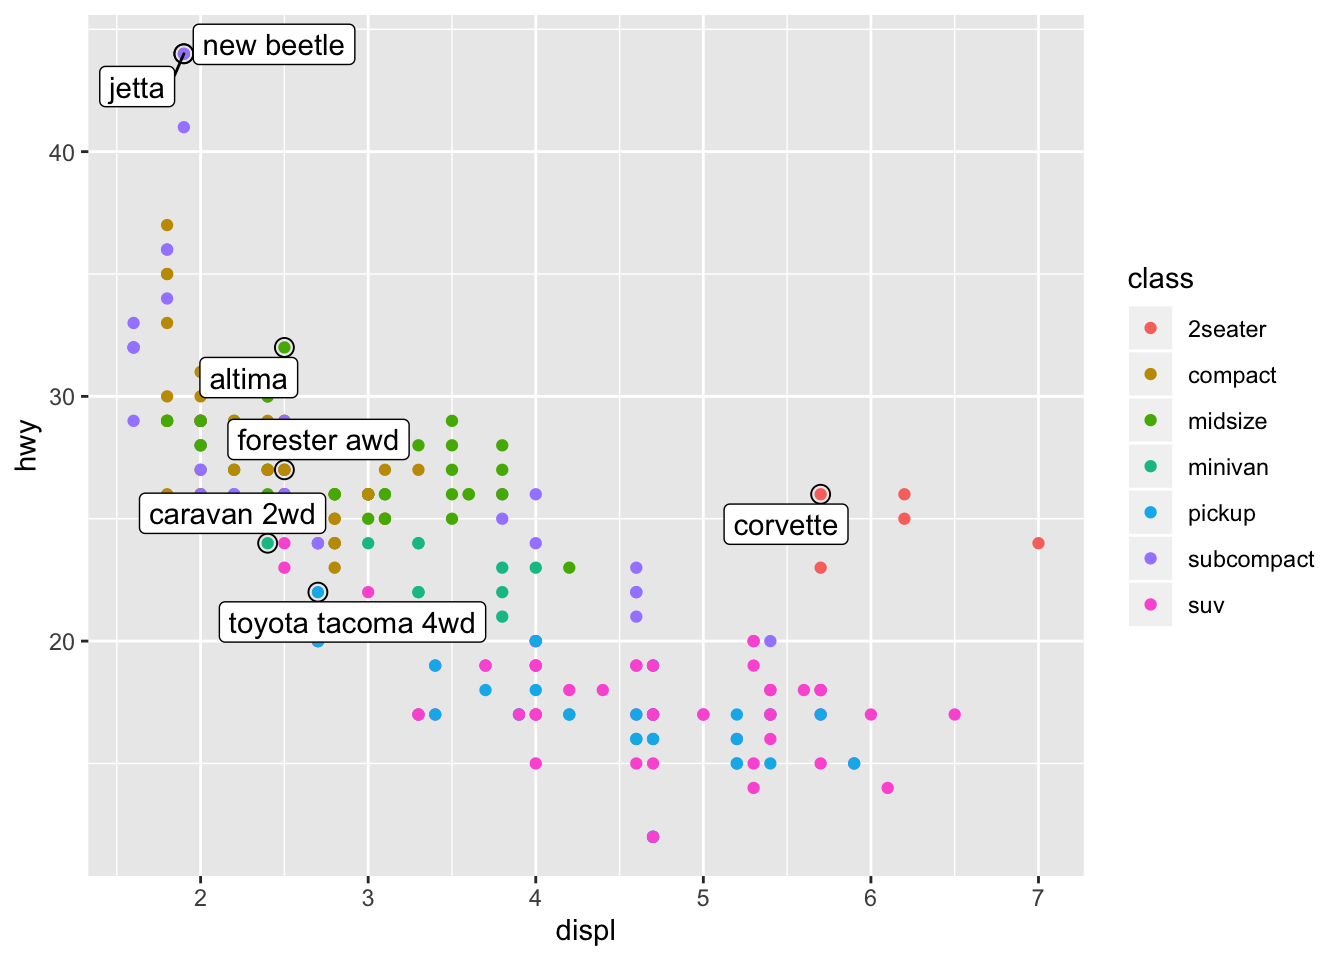 new beetle
jetta
40
altima
30
forester awd
hwy
caravan 2wd
corvette
toyota tacoma 4wd
20
2
3
4
5
6
7
displ
class
2seater
compact
midsize
minivan
pickup
subcompact
suv